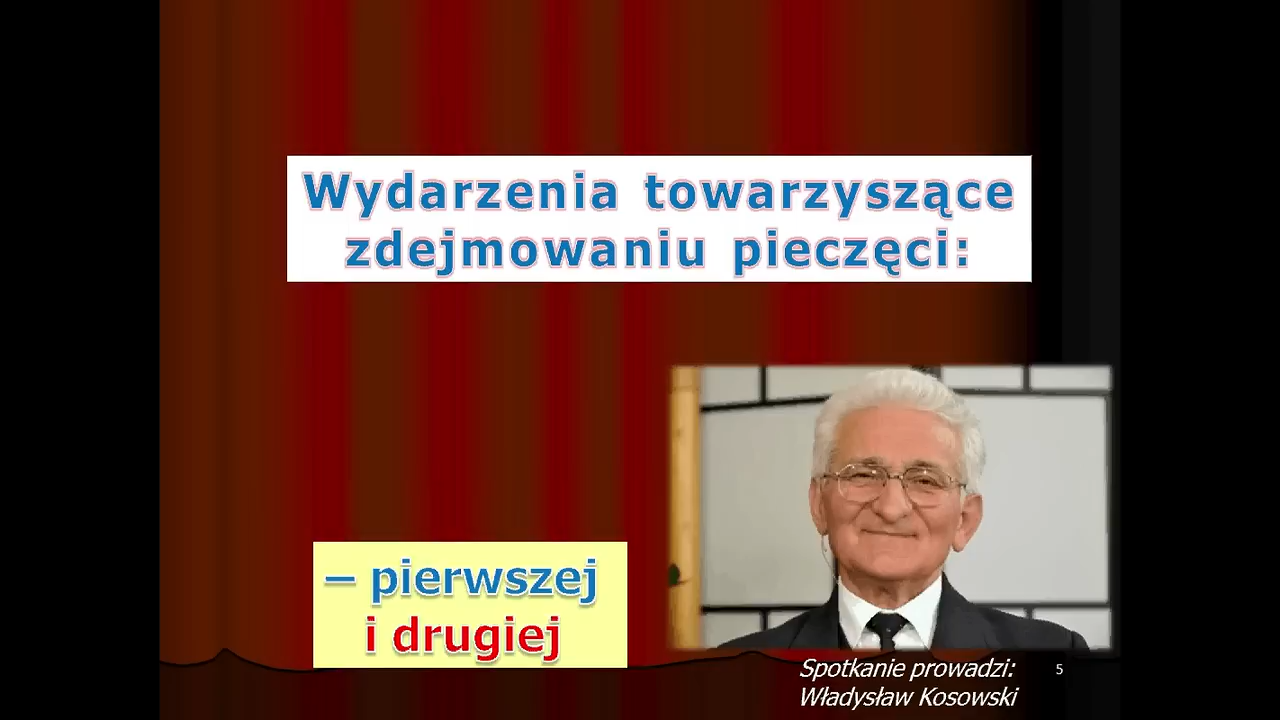 Wydarzenia towarzyszące
zdejmowaniu pieczęci:
– pierwszej
i drugiej
Spotkanie prowadzi:
Władysław Kosowski
5